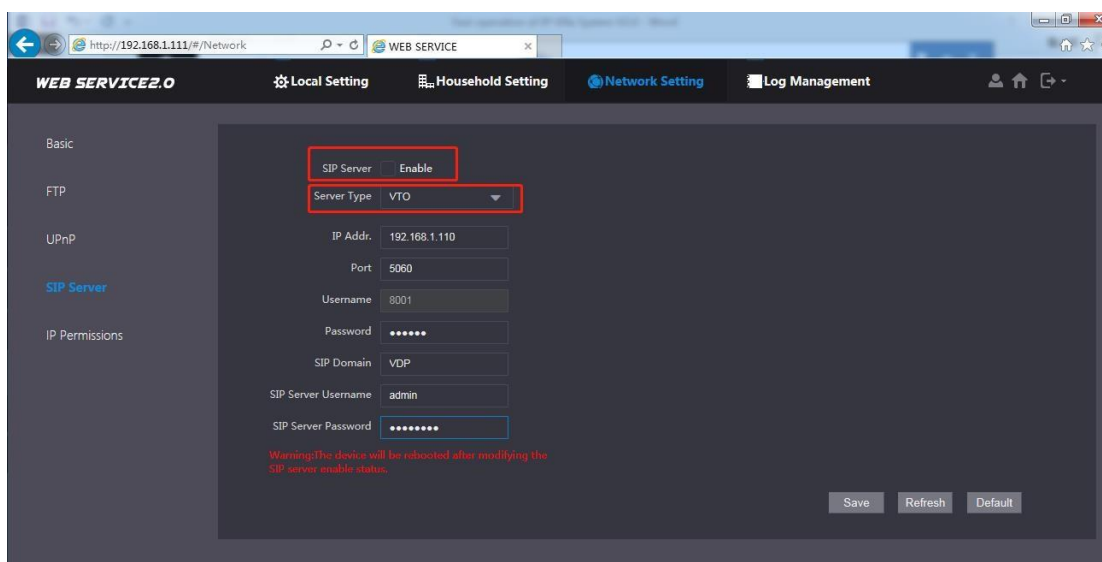 http://192.168.1.111/#/Network
WEB SERVICE
WEB SERVICE2.0
Local Setting
Household Setting
Network Setting
Log Management
Basic
FTP
UPnP
SIP Server
IP Permissions
SIP Server Enable
Server Type VTO
IP Addr. 192.168.1.110
Port 5060
Username 8001
Password ●●●●●●
SIP Domain VDP
SIP Server Username admin
SIP Server Password ●●●●●●●●
Warning:The device will be rebooted after modifying the
SIP server enable status.
Save Refresh Default